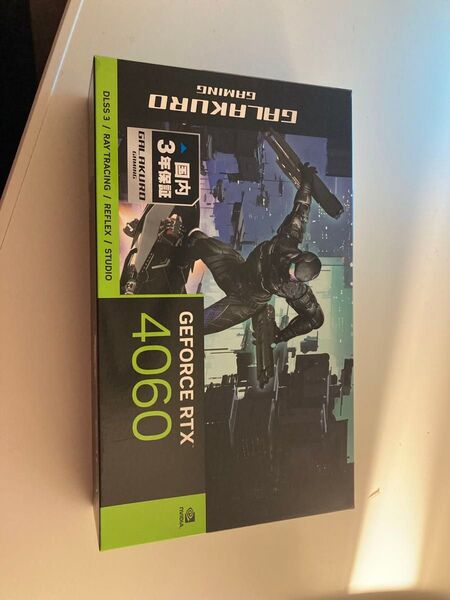 GALAKURO
GAMING
国内
3年保証
GALAKURO
GAMING
GEFORCE RTX
4060
DLSS 3 / RAY TRACING / REFLEX / STUDIO
NVIDIA